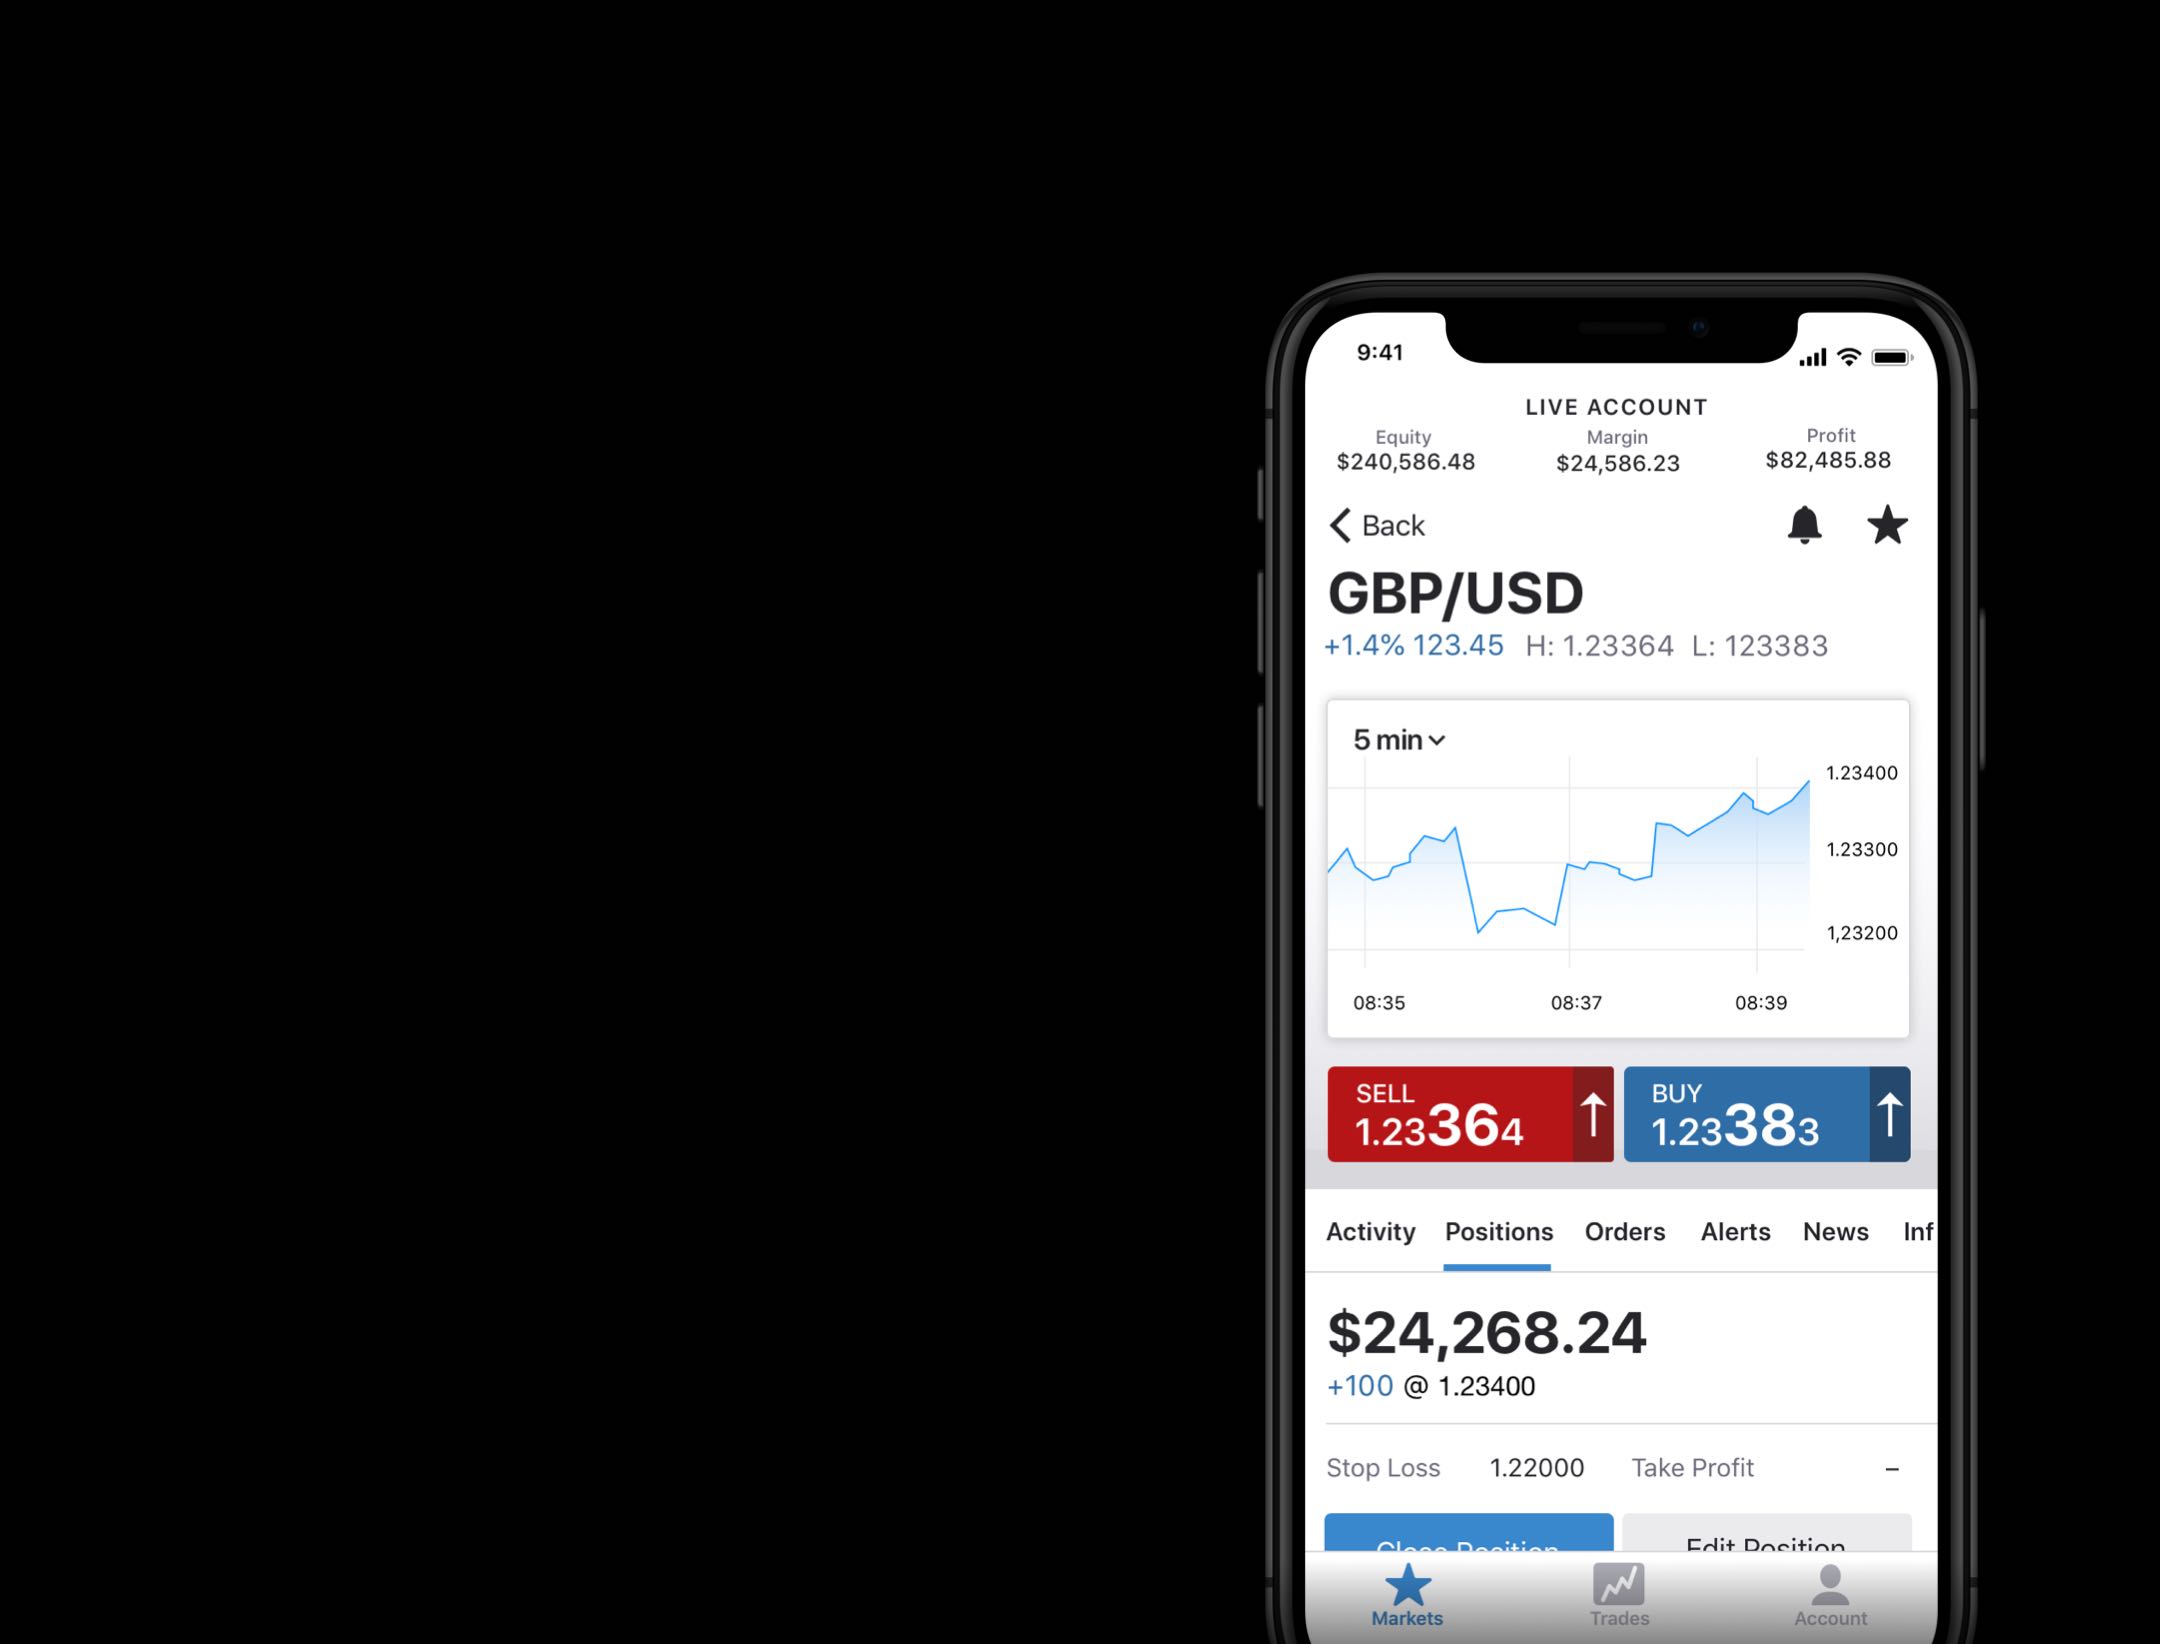 9:41
LIVE ACCOUNT
Equity Margin Profit
$240,586.48 $24,586.23 $82,485.88
Back
GBP/USD
+1.4% 123.45 H: 1.23364 L: 123383
5 min
1.23400
1.23300
1,23200
08:35 08:37 08:39
SELL BUY
1.23364 1.23383
Activity Positions Orders Alerts News Inf
$24,268.24
+100 @ 1.23400
Stop Loss 1.22000 Take Profit –
Close Position Edit Position
Markets Trades Account